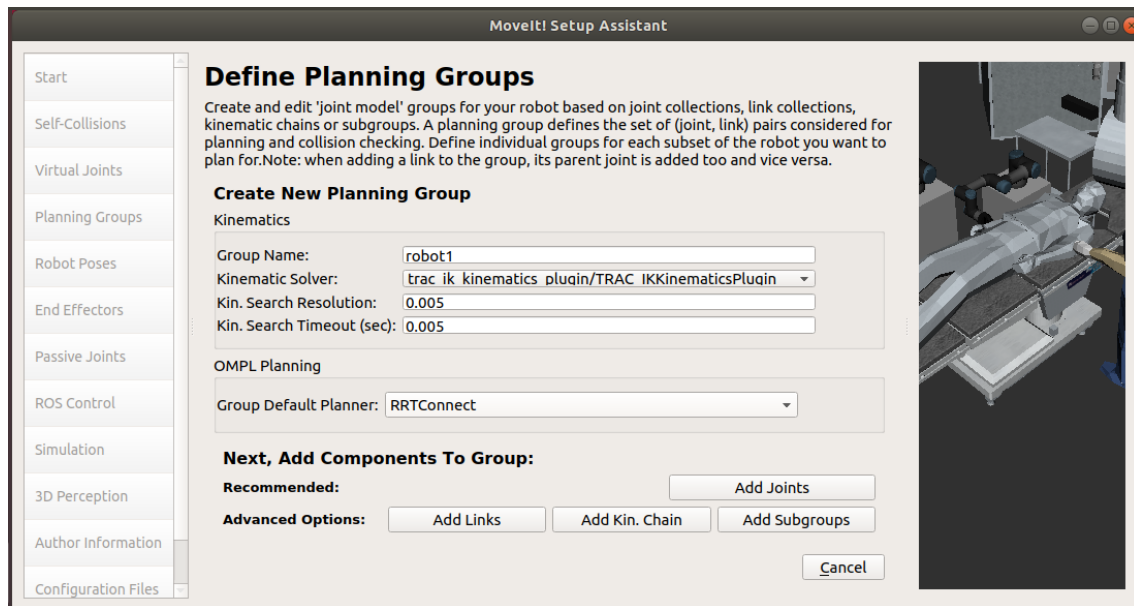 MoveIt! Setup Assistant
Start
Self-Collisions
Virtual Joints
Planning Groups
Robot Poses
End Effectors
Passive Joints
ROS Control
Simulation
3D Perception
Author Information
Configuration Files
Define Planning Groups
Create and edit 'joint model' groups for your robot based on joint collections, link collections,
kinematic chains or subgroups. A planning group defines the set of (joint, link) pairs considered for
planning and collision checking. Define individual groups for each subset of the robot you want to
plan for.Note: when adding a link to the group, its parent joint is added too and vice versa.
Create New Planning Group
Kinematics
Group Name: robot1
Kinematic Solver: trac_ik_kinematics_plugin/TRAC_IKKinematicsPlugin
Kin. Search Resolution: 0.005
Kin. Search Timeout (sec): 0.005
OMPL Planning
Group Default Planner: RRTConnect
Next, Add Components To Group:
Recommended: Add Joints
Advanced Options: Add Links Add Kin. Chain Add Subgroups
Cancel